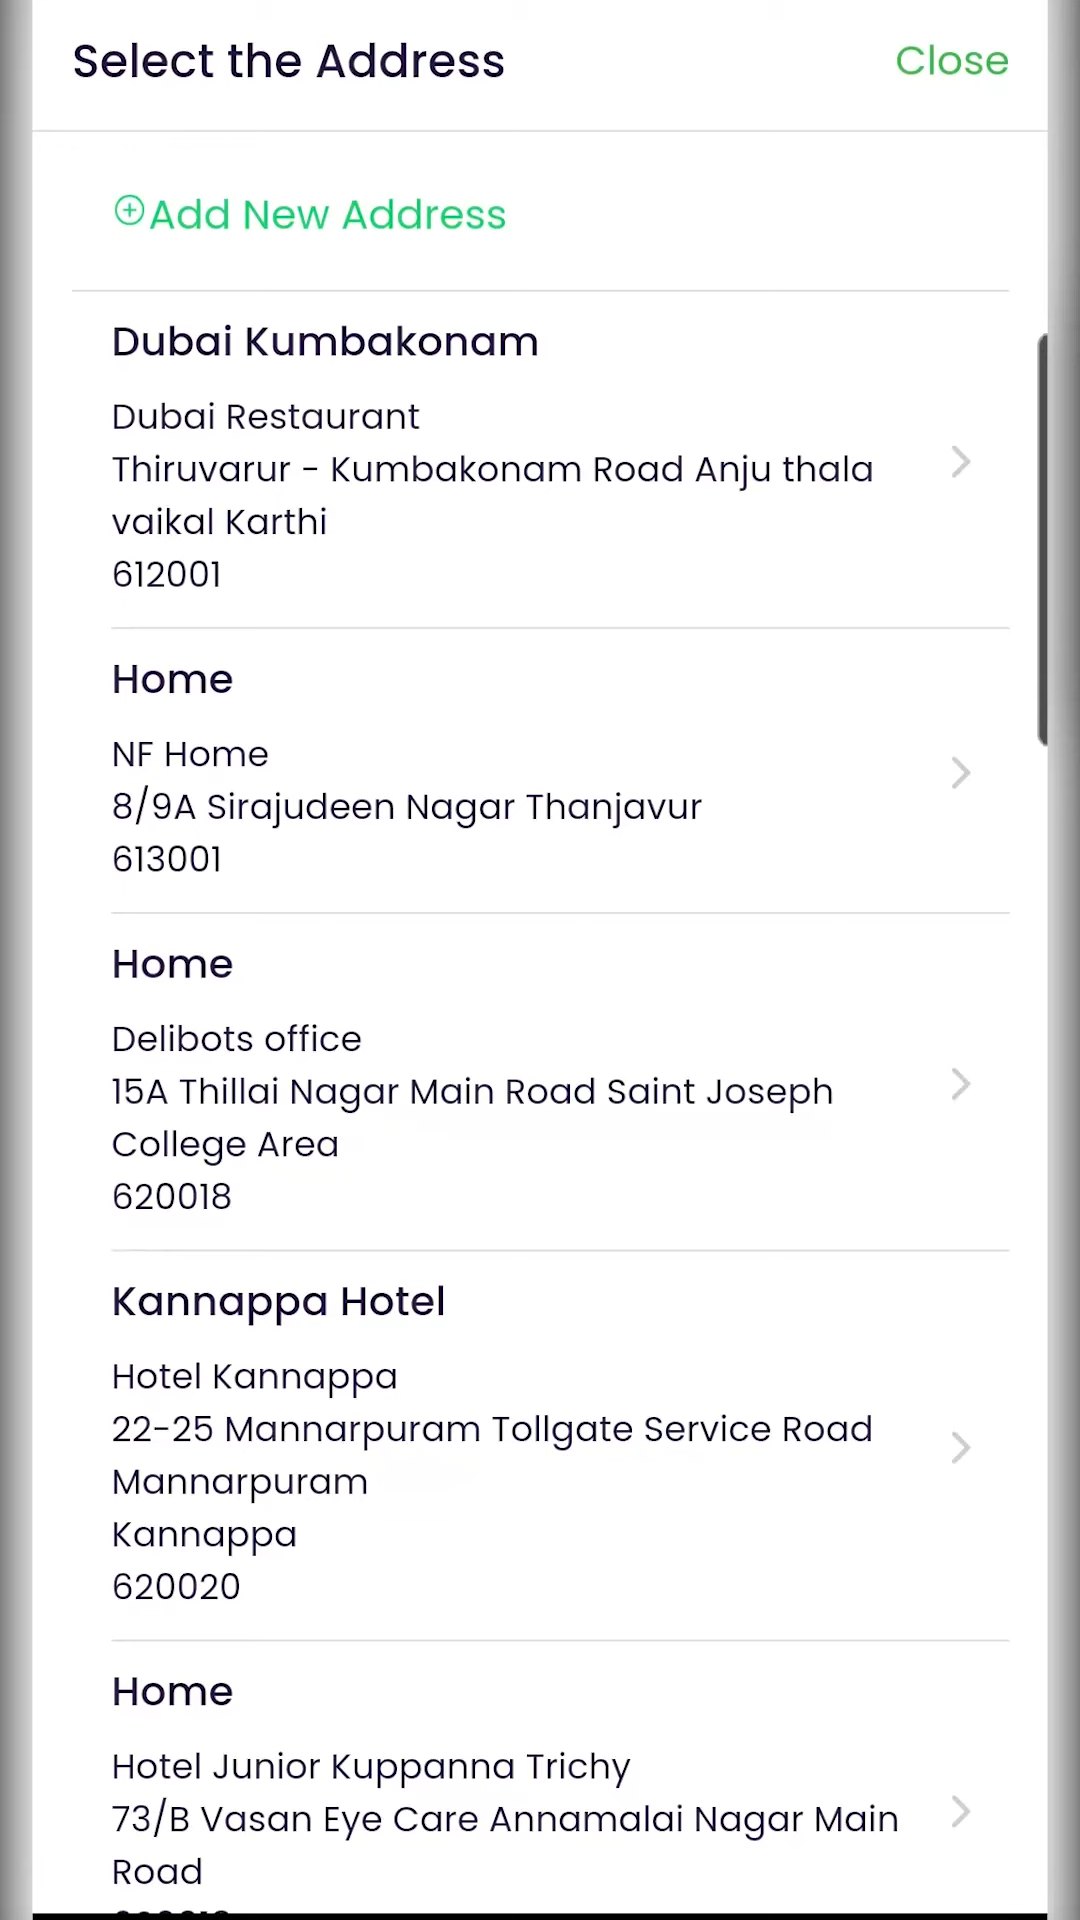 Select the Address
Close
Add New Address
Dubai Kumbakonam
Dubai Restaurant
Thiruvarur - Kumbakonam Road Anju thala
vaikal Karthi
612001
Home
NF Home
8/9A Sirajudeen Nagar Thanjavur
613001
Home
Delibots office
15A Thillai Nagar Main Road Saint Joseph
College Area
620018
Kannappa Hotel
Hotel Kannappa
22-25 Mannarpuram Tollgate Service Road
Mannarpuram
Kannappa
620020
Home
Hotel Junior Kuppanna Trichy
73/B Vasan Eye Care Annamalai Nagar Main
Road